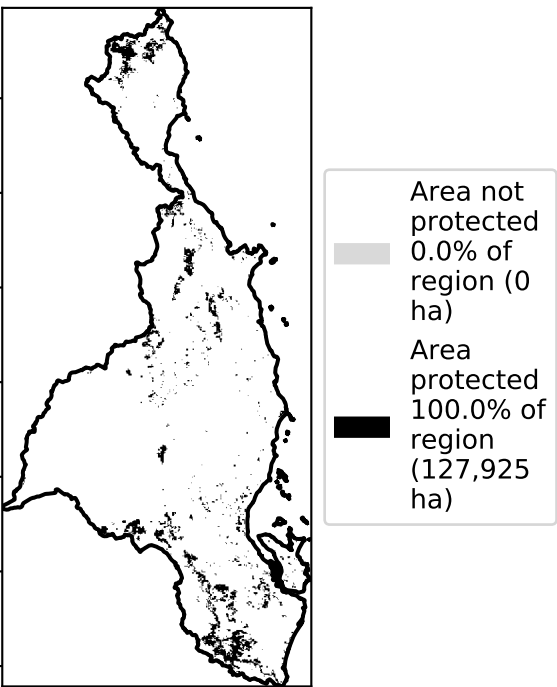 Area not
protected
0.0% of
region (0
ha)
Area
protected
100.0% of
region
(127,925
ha)